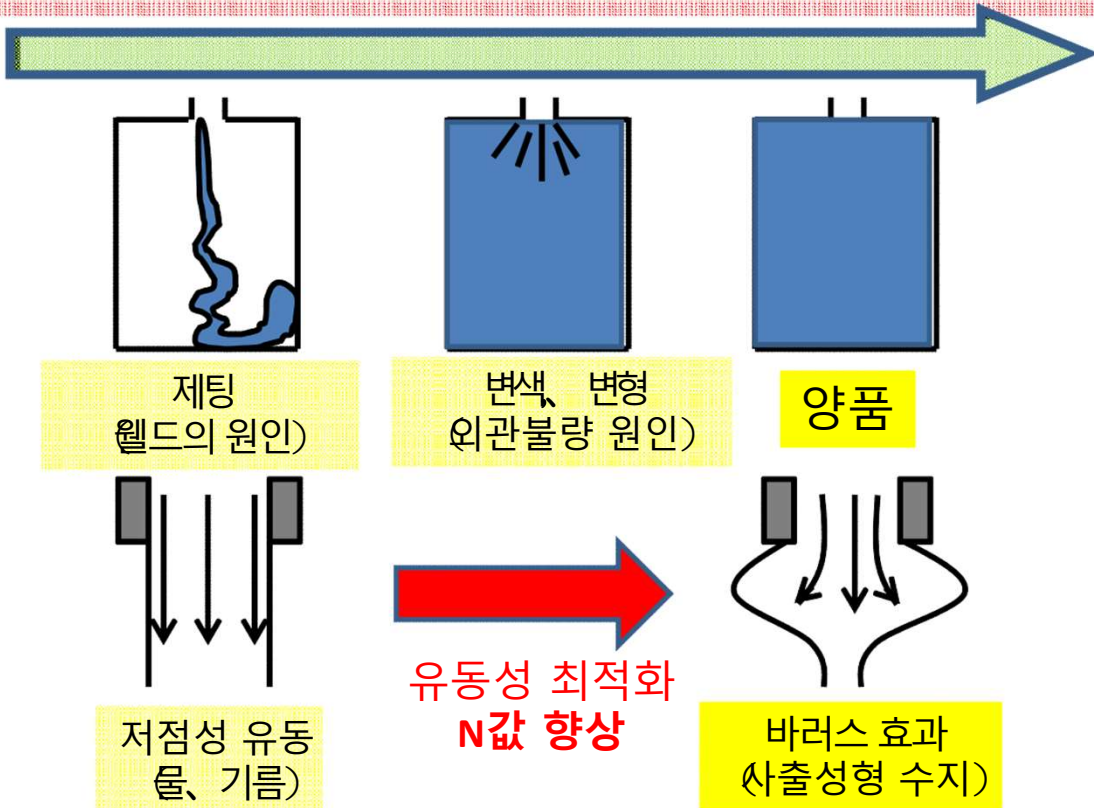 제팅
(웰드의 원인)
변색、 변형
(외관불량 원인)
양품
유동성 최적화
N값 향상
저점성 유동
(물、기름)
바러스 효과
(사출성형 수지)